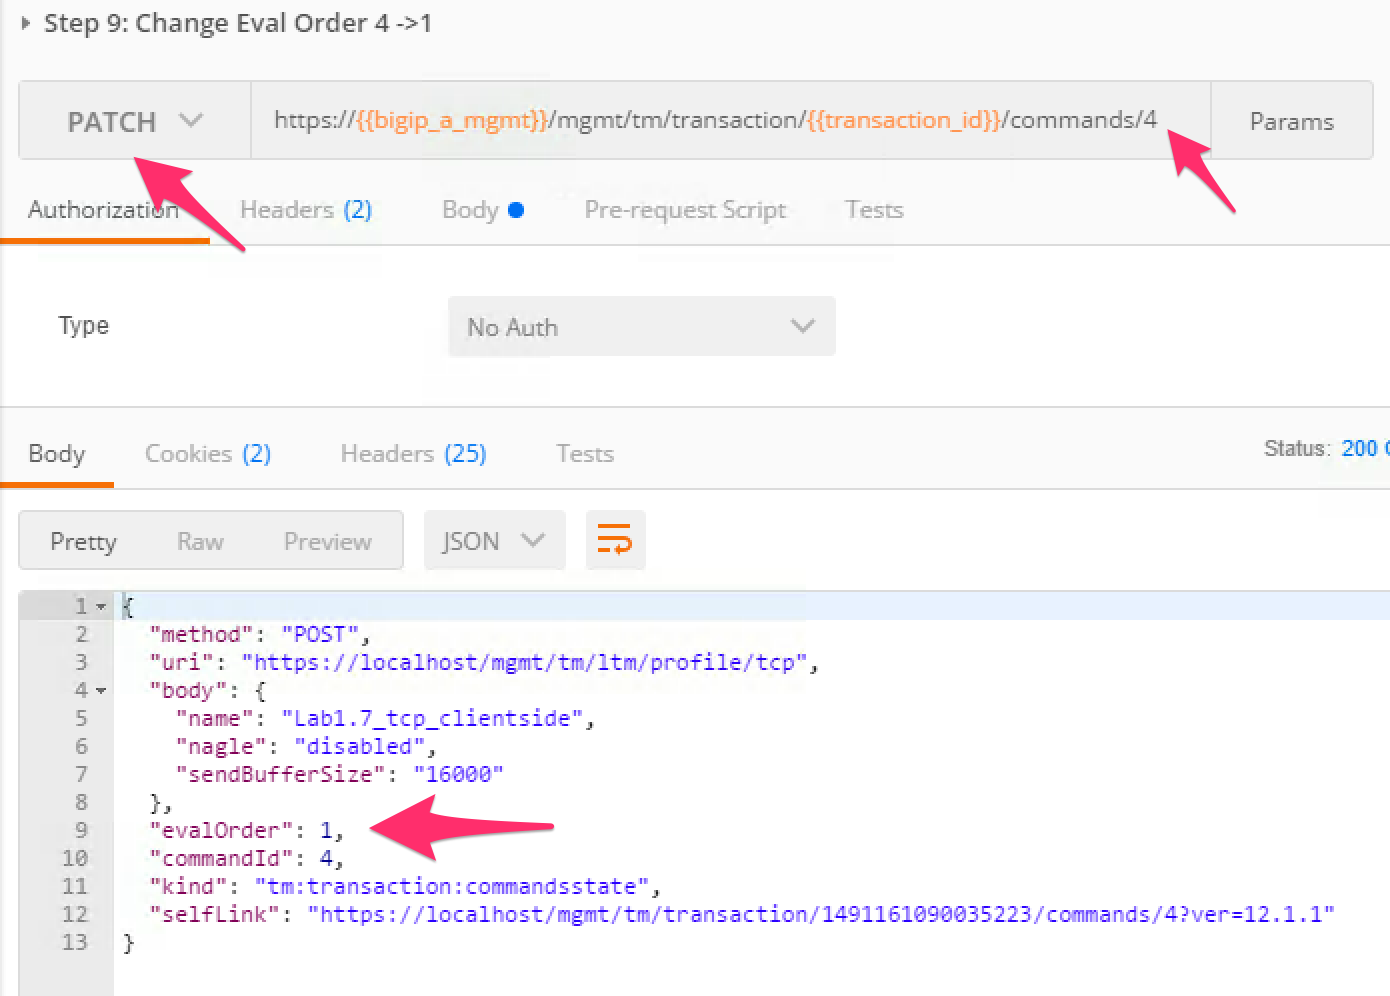 Step 9: Change Eval Order 4 ->1
PATCH https://{{bigip_a_mgmt}}/mgmt/tm/transaction/{{transaction_id}}/commands/4 Params
Authorization Headers (2) Body Pre-request Script Tests
Type No Auth
Body Cookies (2) Headers (25) Tests Status: 200
Pretty Raw Preview JSON
1 {
2 "method": "POST",
3 "uri": "https://localhost/mgmt/tm/ltm/profile/tcp",
4 "body": {
5 "name": "Lab1.7_tcp_clientside",
6 "nagle": "disabled",
7 "sendBufferSize": "16000"
8 },
9 "evalOrder": 1,
10 "commandId": 4,
11 "kind": "tm:transaction:commandsstate",
12 "selfLink": "https://localhost/mgmt/tm/transaction/1491161090035223/commands/4?ver=12.1.1"
13 }